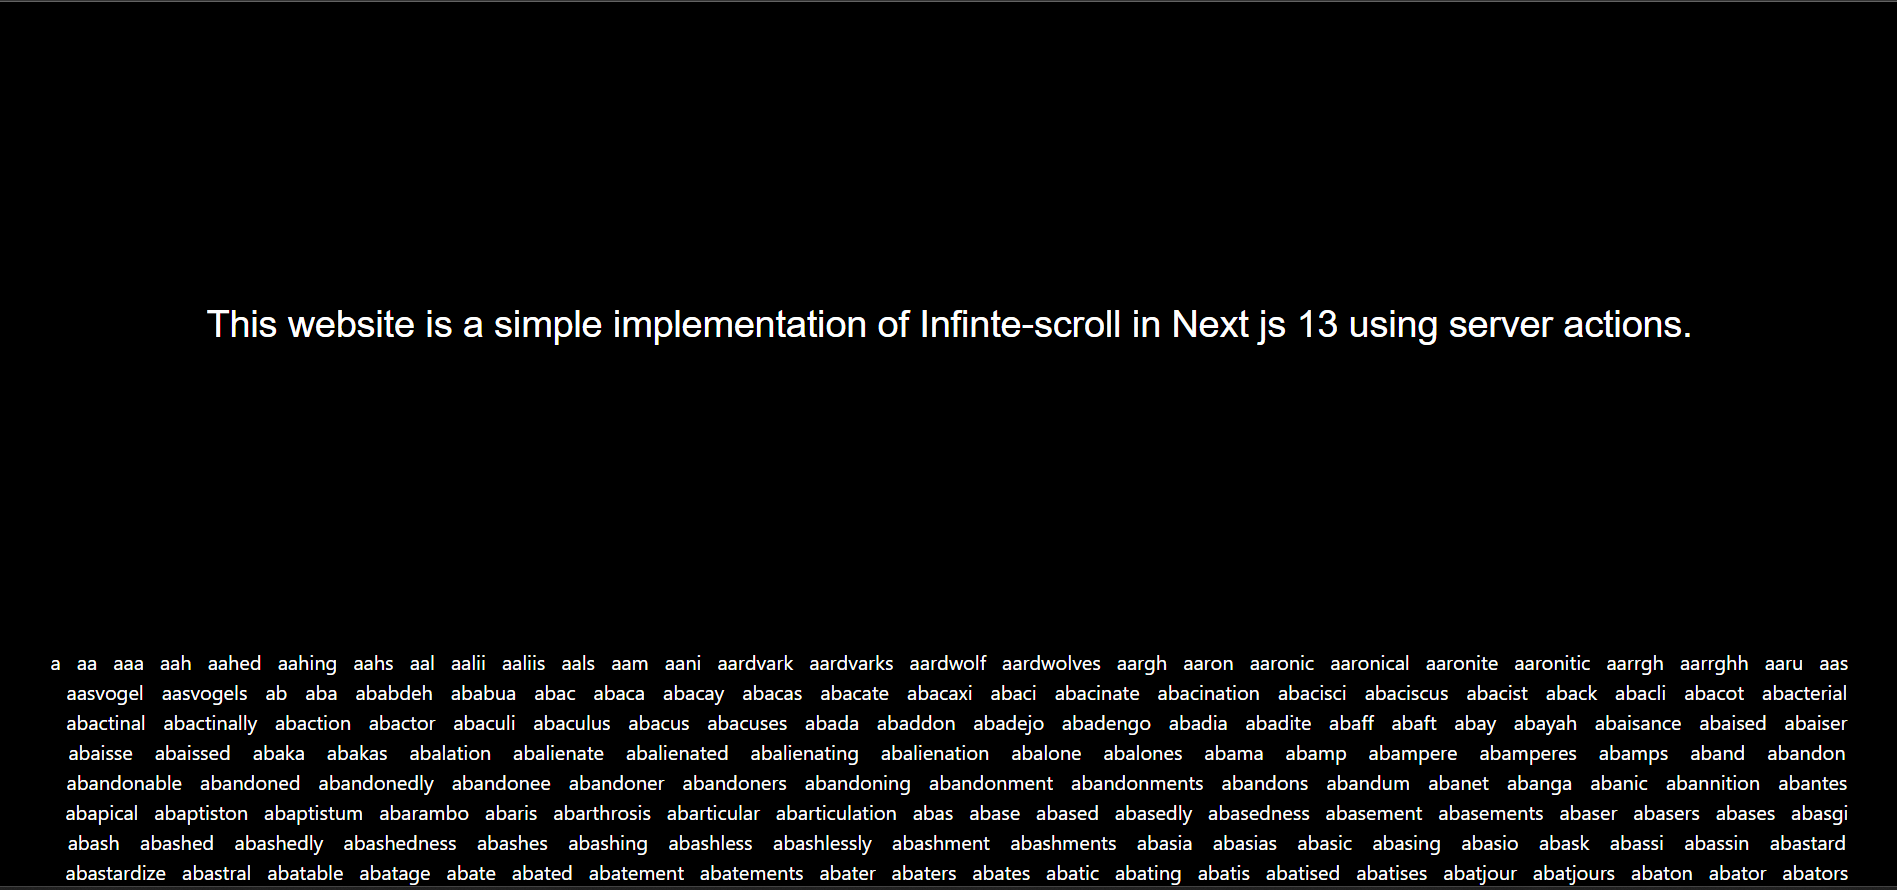 This website is a simple implementation of Infinte-scroll in Next js 13 using server actions.
a aa aaa aah aahed aahing aahs aal aalii aaliis aals aam aani aardvark aardvarks aardwolf aardwolves aargh aaron aaronic aaronical aaronite aaronitic aarrgh aarrghh aaru aas
aasvogel aasvogels ab aba ababdeh ababua abac abaca abacay abacas abacate abacaxi abaci abacinate abacination abacisci abaciscus abacist aback abacli abacot abacterial
abactinal abactinally abaction abactor abaculi abaculus abacus abacuses abada abaddon abadejo abadengo abadia abadite abaff abaft abay abayah abaisance abaised abaiser
abaisse abaissed abaka abakas abalation abalienate abalienated abalienating abalienation abalone abalones abama abamp abampere abamperes abamps aband abandon
abandonable abandoned abandonedly abandonee abandoner abandoners abandoning abandonment abandonments abandons abandum abanet abanga abanic abannition abantes
abapical abaptiston abaptistum abarambo abaris abarthrosis abarticular abarticulation abas abase abased abasedly abasedness abasement abasements abaser abasers abases abasgi
abash abashed abashedly abashedness abashes abashing abashless abashlessly abashment abashments abasia abasias abasic abasing abasio abask abassi abassin abastard
abastardize abastral abatable abatage abate abated abatement abatements abater abaters abates abatic abating abatis abatised abatises abatjour abatjours abaton abator abators